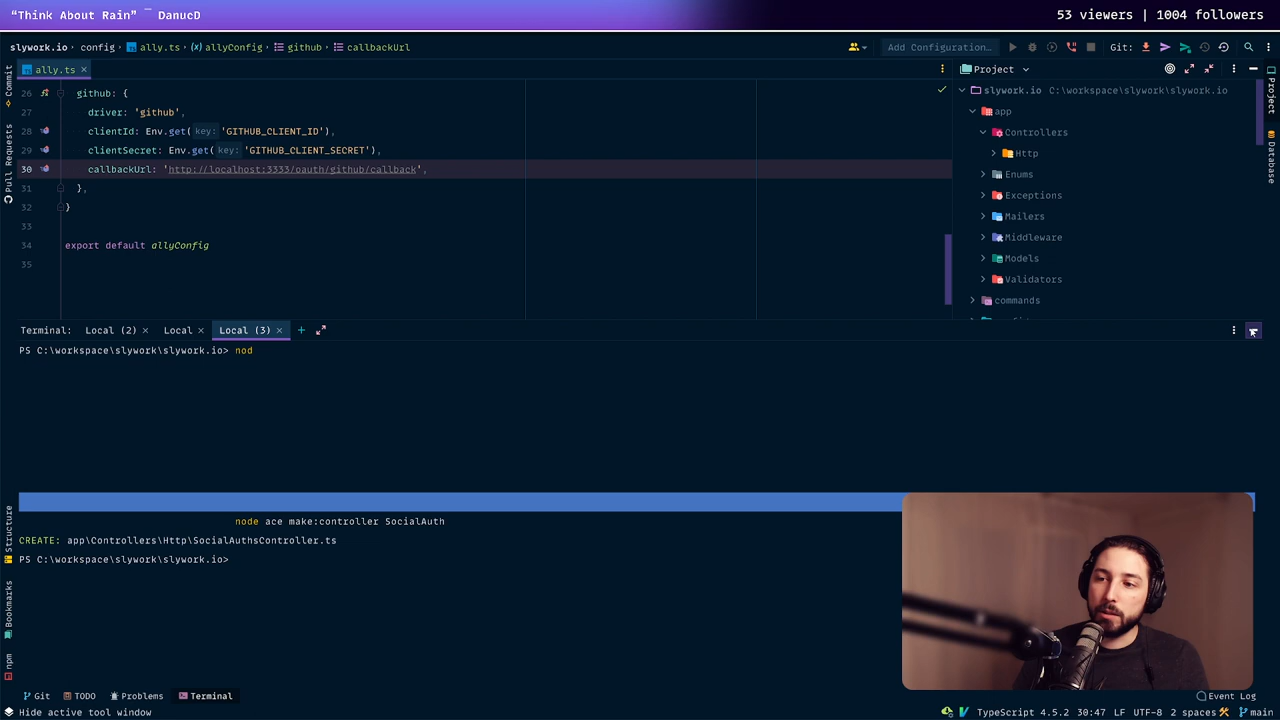 “Think About Rain” ¯ DanucD
53 viewers | 1004 followers
slywork.io config ally.ts allyConfig github callbackUrl
Add Configuration... Git:
ally.ts
Project
26 github: {
27 driver: 'github',
28 clientId: Env.get( key: 'GITHUB_CLIENT_ID'),
29 clientSecret: Env.get( key: 'GITHUB_CLIENT_SECRET'),
30 callbackUrl: 'http://localhost:3333/oauth/github/callback',
31 },
32 }
33
34 export default allyConfig
35
slywork.io C:\workspace\slywork\slywork.io
app
Controllers
Http
Enums
Exceptions
Mailers
Middleware
Models
Validators
commands
Commit
Pull Requests
Project
Database
Terminal: Local (2) Local Local (3)
PS C:\workspace\slywork\slywork.io> nod
node ace make:controller SocialAuth
CREATE: app\Controllers\Http\SocialAuthsController.ts
PS C:\workspace\slywork\slywork.io>
Structure
Bookmarks
npm
Git TODO Problems Terminal
Event Log
Hide active tool window
TypeScript 4.5.2 30:47 LF UTF-8 2 spaces main